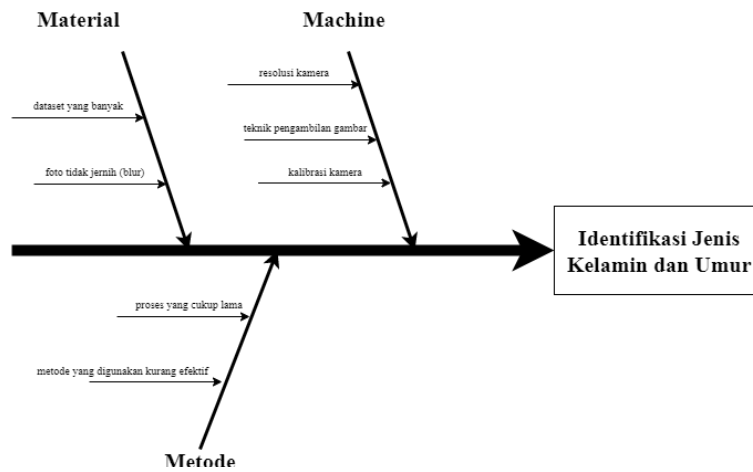 Material
Machine
resolusi kamera
dataset yang banyak
teknik pengambilan gambar
foto tidak jernih (blur)
kalibrasi kamera
Identifikasi Jenis
Kelamin dan Umur
proses yang cukup lama
metode yang digunakan kurang efektif
Metode